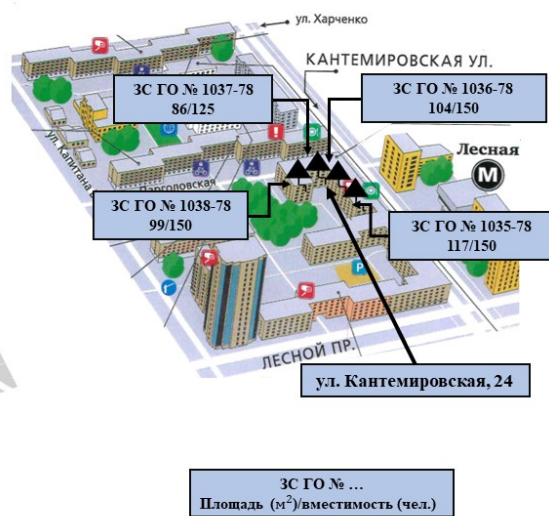 ул. Харченко
КАНТЕМИРОВСКАЯ УЛ.
ЗС ГО № 1037-78
86/125
ЗС ГО № 1036-78
104/150
Лесная
М
ул. Капитана
Парголовская
ЗС ГО № 1038-78
99/150
ЗС ГО № 1035-78
117/150
P
ЛЕСНОЙ ПР.
ул. Кантемировская, 24
ЗС ГО № ...
Площадь (м²)/вместимость (чел.)